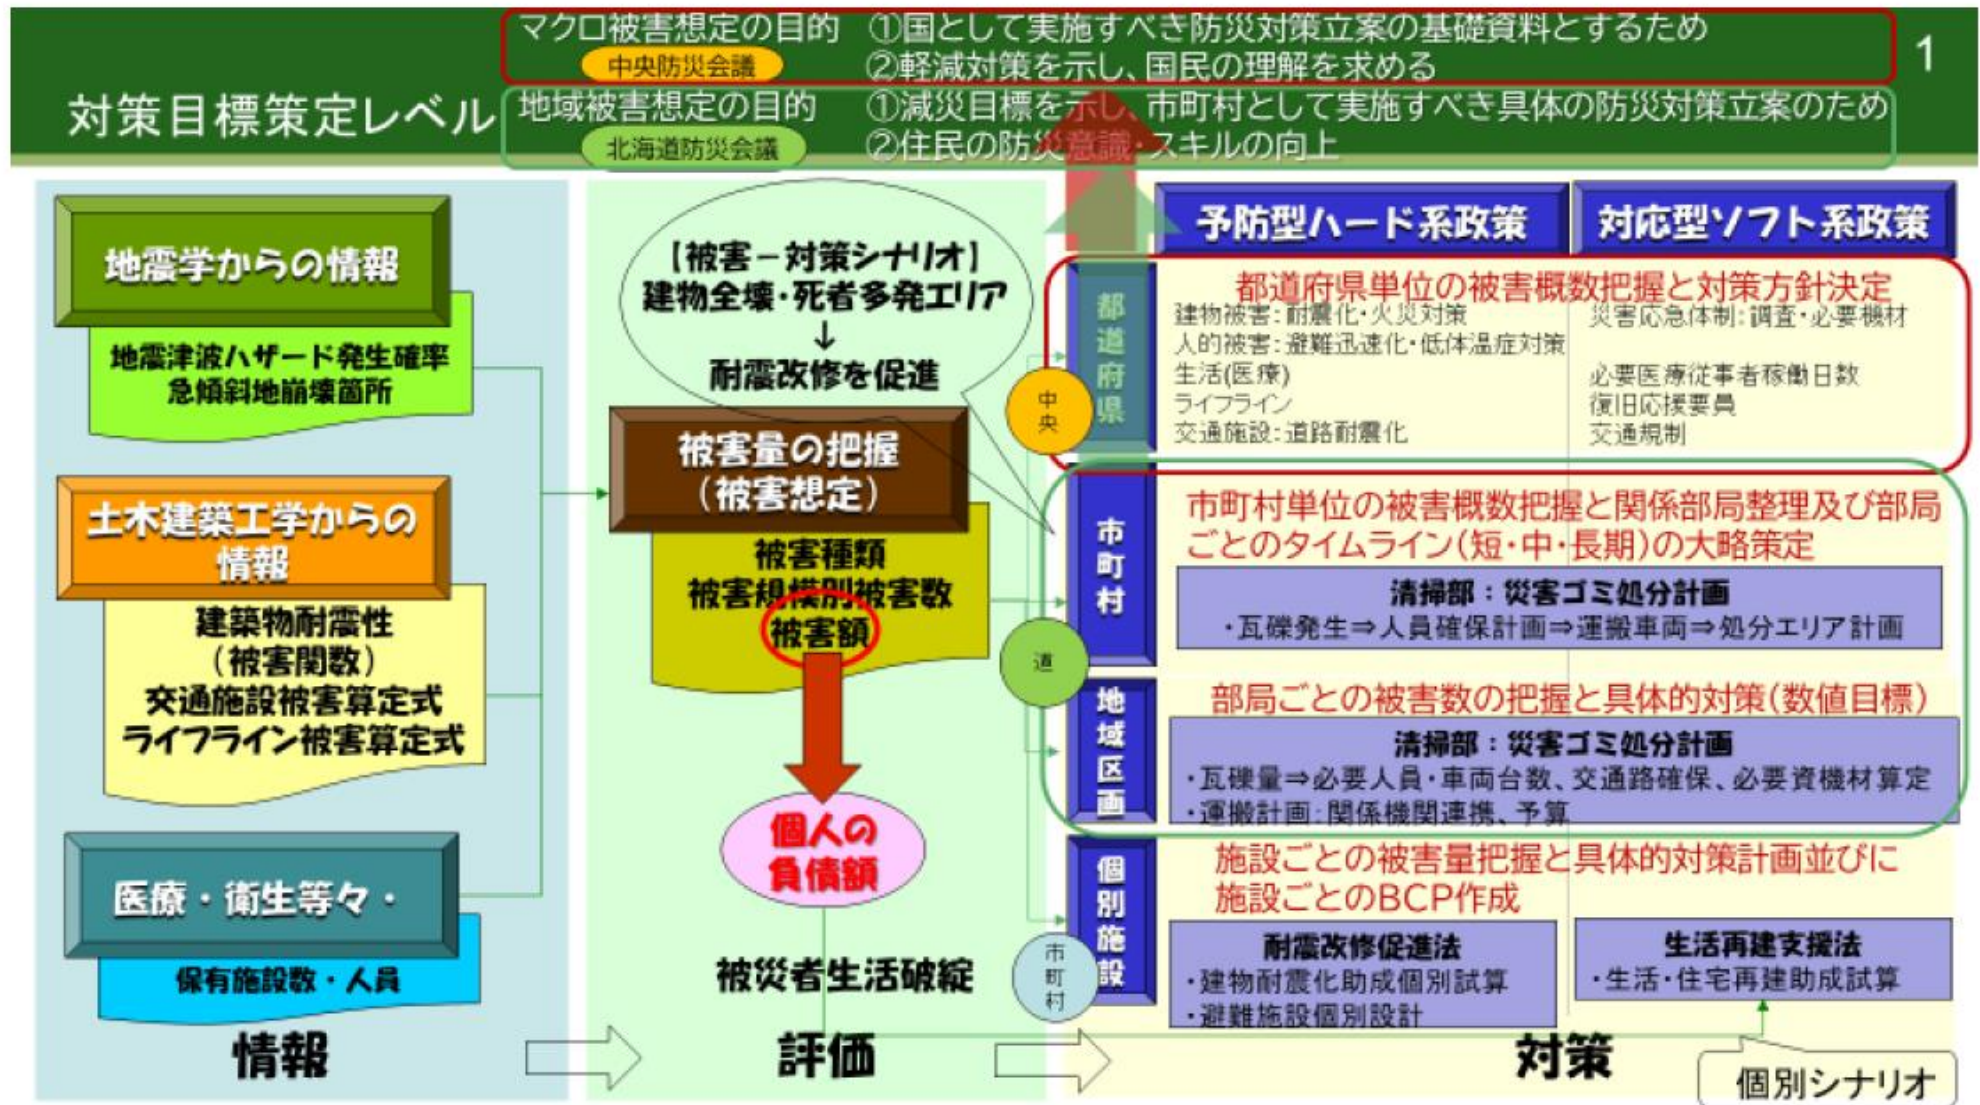 マクロ被害想定の目的 ①国として実施すべき防災対策立案の基礎資料とするため
中央防災会議 ②軽減対策を示し、国民の理解を求める
1
対策目標策定レベル
地域被害想定の目的 ①減災目標を示し、市町村として実施すべき具体の防災対策立案のため
北海道防災会議 ②住民の防災意識・スキルの向上
地震学からの情報
地震津波ハザード発生確率
急傾斜地崩壊箇所
土木建築工学からの
情報
建築物耐震性
(被害関数)
交通施設被害算定式
ライフライン被害算定式
医療・衛生等々・
保有施設数・人員
情報
【被害－対策シナリオ】
建物全壊・死者多発エリア
↓
耐震改修を促進
被害量の把握
(被害想定)
被害種類
被害規模別被害数
被害額
個人の
負債額
被災者生活破綻
評価
予防型ハード系政策
対応型ソフト系政策
中央
都道府県
都道府県単位の被害概数把握と対策方針決定
建物被害:耐震化・火災対策
災害応急体制:調査・必要機材
人的被害:避難迅速化・低体温症対策
生活(医療)
必要医療従事者稼働日数
ライフライン
復旧応援要員
交通施設:道路耐震化
交通規制
道
市町村
市町村単位の被害概数把握と関係部局整理及び部局
ごとのタイムライン(短・中・長期)の大略策定
清掃部：災害ゴミ処分計画
・瓦礫発生⇒人員確保計画⇒運搬車両⇒処分エリア計画
地域区画
部局ごとの被害数の把握と具体的対策(数値目標)
清掃部：災害ゴミ処分計画
・瓦礫量⇒必要人員・車両台数、交通路確保、必要資機材算定
・運搬計画:関係機関連携、予算
市町村
個別施設
施設ごとの被害量把握と具体的対策計画並びに
施設ごとのBCP作成
耐震改修促進法
・建物耐震化助成個別試算
・避難施設個別設計
生活再建支援法
・生活・住宅再建助成試算
対策
個別シナリオ